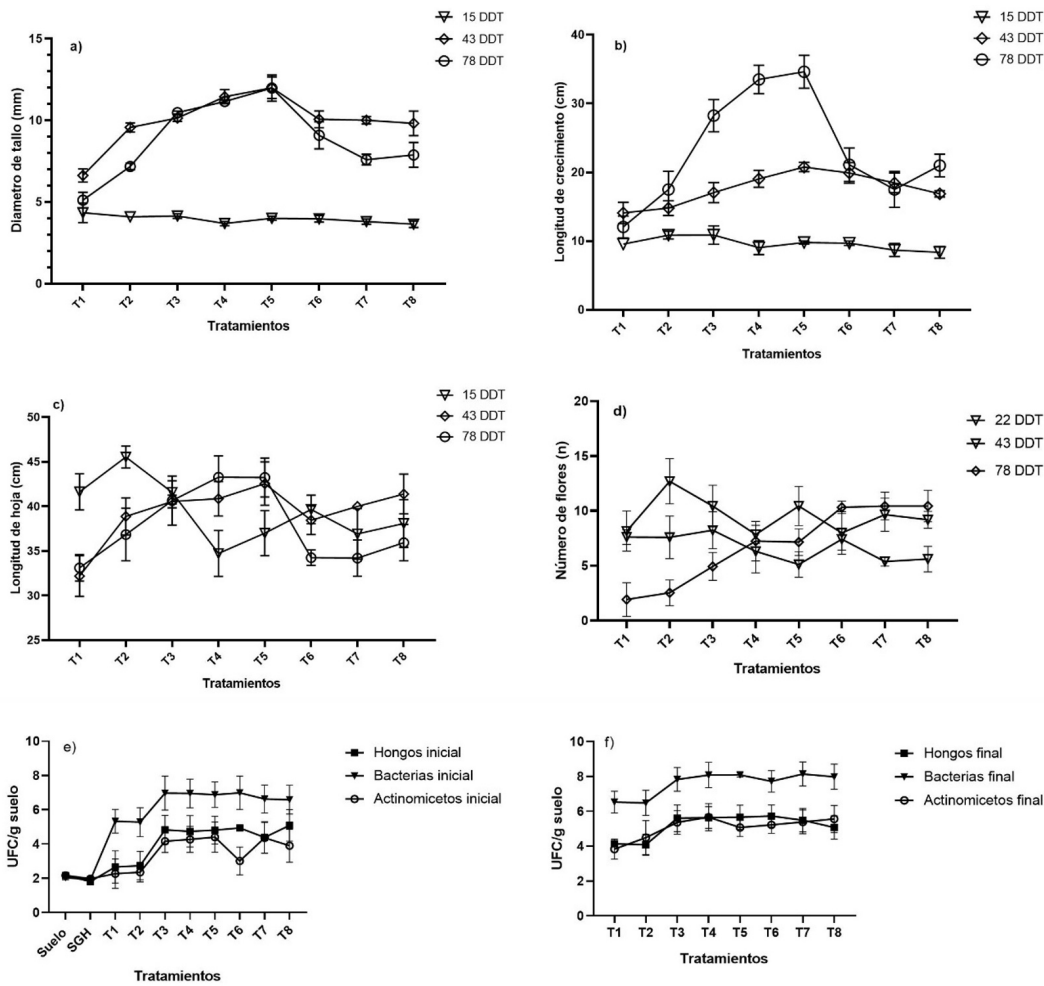 a)
15 DDT
43 DDT
78 DDT
Diametro de tallo (mm)
15
10
5
0
T1 T2 T3 T4 T5 T6 T7 T8
Tratamientos
b)
15 DDT
43 DDT
78 DDT
Longitud de crecimiento (cm)
40
30
20
10
0
T1 T2 T3 T4 T5 T6 T7 T8
Tratamientos
c)
15 DDT
43 DDT
78 DDT
Longitud de hoja (cm)
50
45
40
35
30
25
T1 T2 T3 T4 T5 T6 T7 T8
Tratamientos
d)
22 DDT
43 DDT
78 DDT
Número de flores (n)
20
15
10
5
0
T1 T2 T3 T4 T5 T6 T7 T8
Tratamientos
e)
Hongos inicial
Bacterias inicial
Actinomicetos inicial
UFC/g suelo
10
8
6
4
2
0
Suelo SGH T1 T2 T3 T4 T5 T6 T7 T8
Tratamientos
f)
Hongos final
Bacterias final
Actinomicetos final
UFC/g suelo
10
8
6
4
2
0
T1 T2 T3 T4 T5 T6 T7 T8
Tratamientos